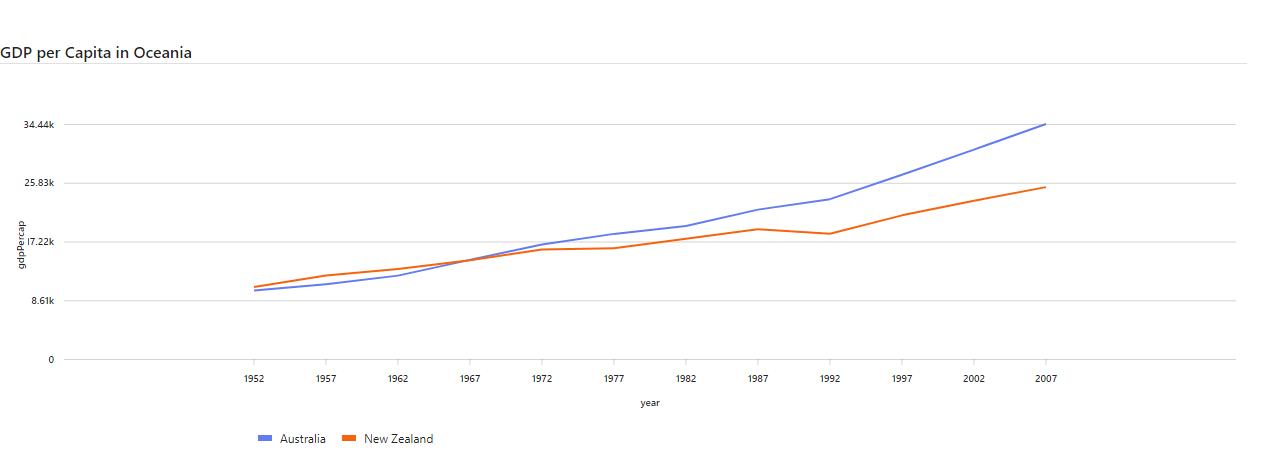 GDP per Capita in Oceania
34.44k
25.83k
17.22k
8.61k
0
gdpPercap
1952 1957 1962 1967 1972 1977 1982 1987 1992 1997 2002 2007
year
Australia New Zealand